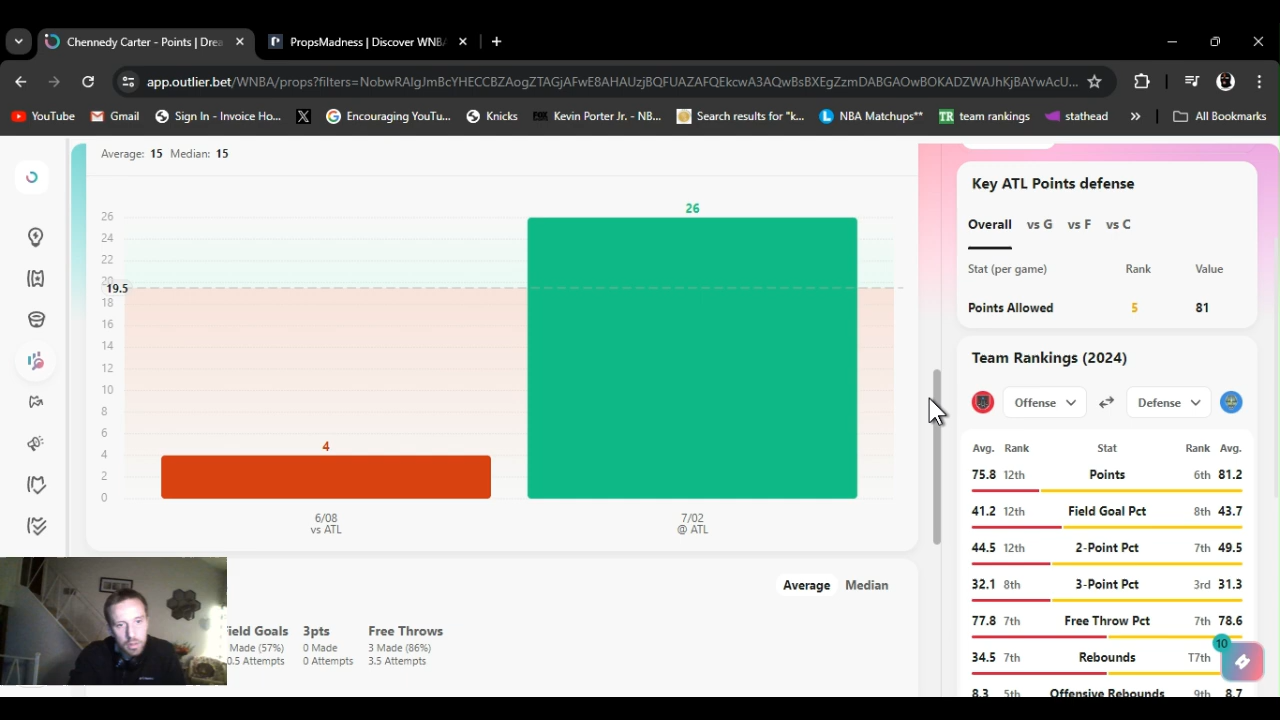 Chennedy Carter - Points | Drea
PropsMadness | Discover WNB
app.outlier.bet/WNBA/props?filters=NobwRAlgJmBcYHECCBZAogZTAGjAFwE8AHAUzjBQFUAZAFQEkcwA3AQwBsBXEgZzmDABGAOwBOKADZWAJhKjBAYwAcU...
YouTube
Gmail
Sign In - Invoice Ho...
Encouraging YouTu...
Knicks
Kevin Porter Jr. - NB...
Search results for "k...
NBA Matchups**
TR team rankings
stathead
»
All Bookmarks
Average: 15 Median: 15
26
24
22
20
19.5
18
16
14
12
10
8
6
4
2
0
4
26
6/08
vs ATL
7/02
@ ATL
Average Median
ield Goals 3pts Free Throws
Made (57%) 0 Made 3 Made (86%)
0.5 Attempts 0 Attempts 3.5 Attempts
Key ATL Points defense
Overall vs G vs F vs C
Stat (per game) Rank Value
Points Allowed 5 81
Team Rankings (2024)
Offense Defense
Avg. Rank Stat Rank Avg.
75.8 12th Points 6th 81.2
41.2 12th Field Goal Pct 8th 43.7
44.5 12th 2-Point Pct 7th 49.5
32.1 8th 3-Point Pct 3rd 31.3
77.8 7th Free Throw Pct 7th 78.6
34.5 7th Rebounds T7th
10
8.3 5th Offensive Rebounds 9th 8.7